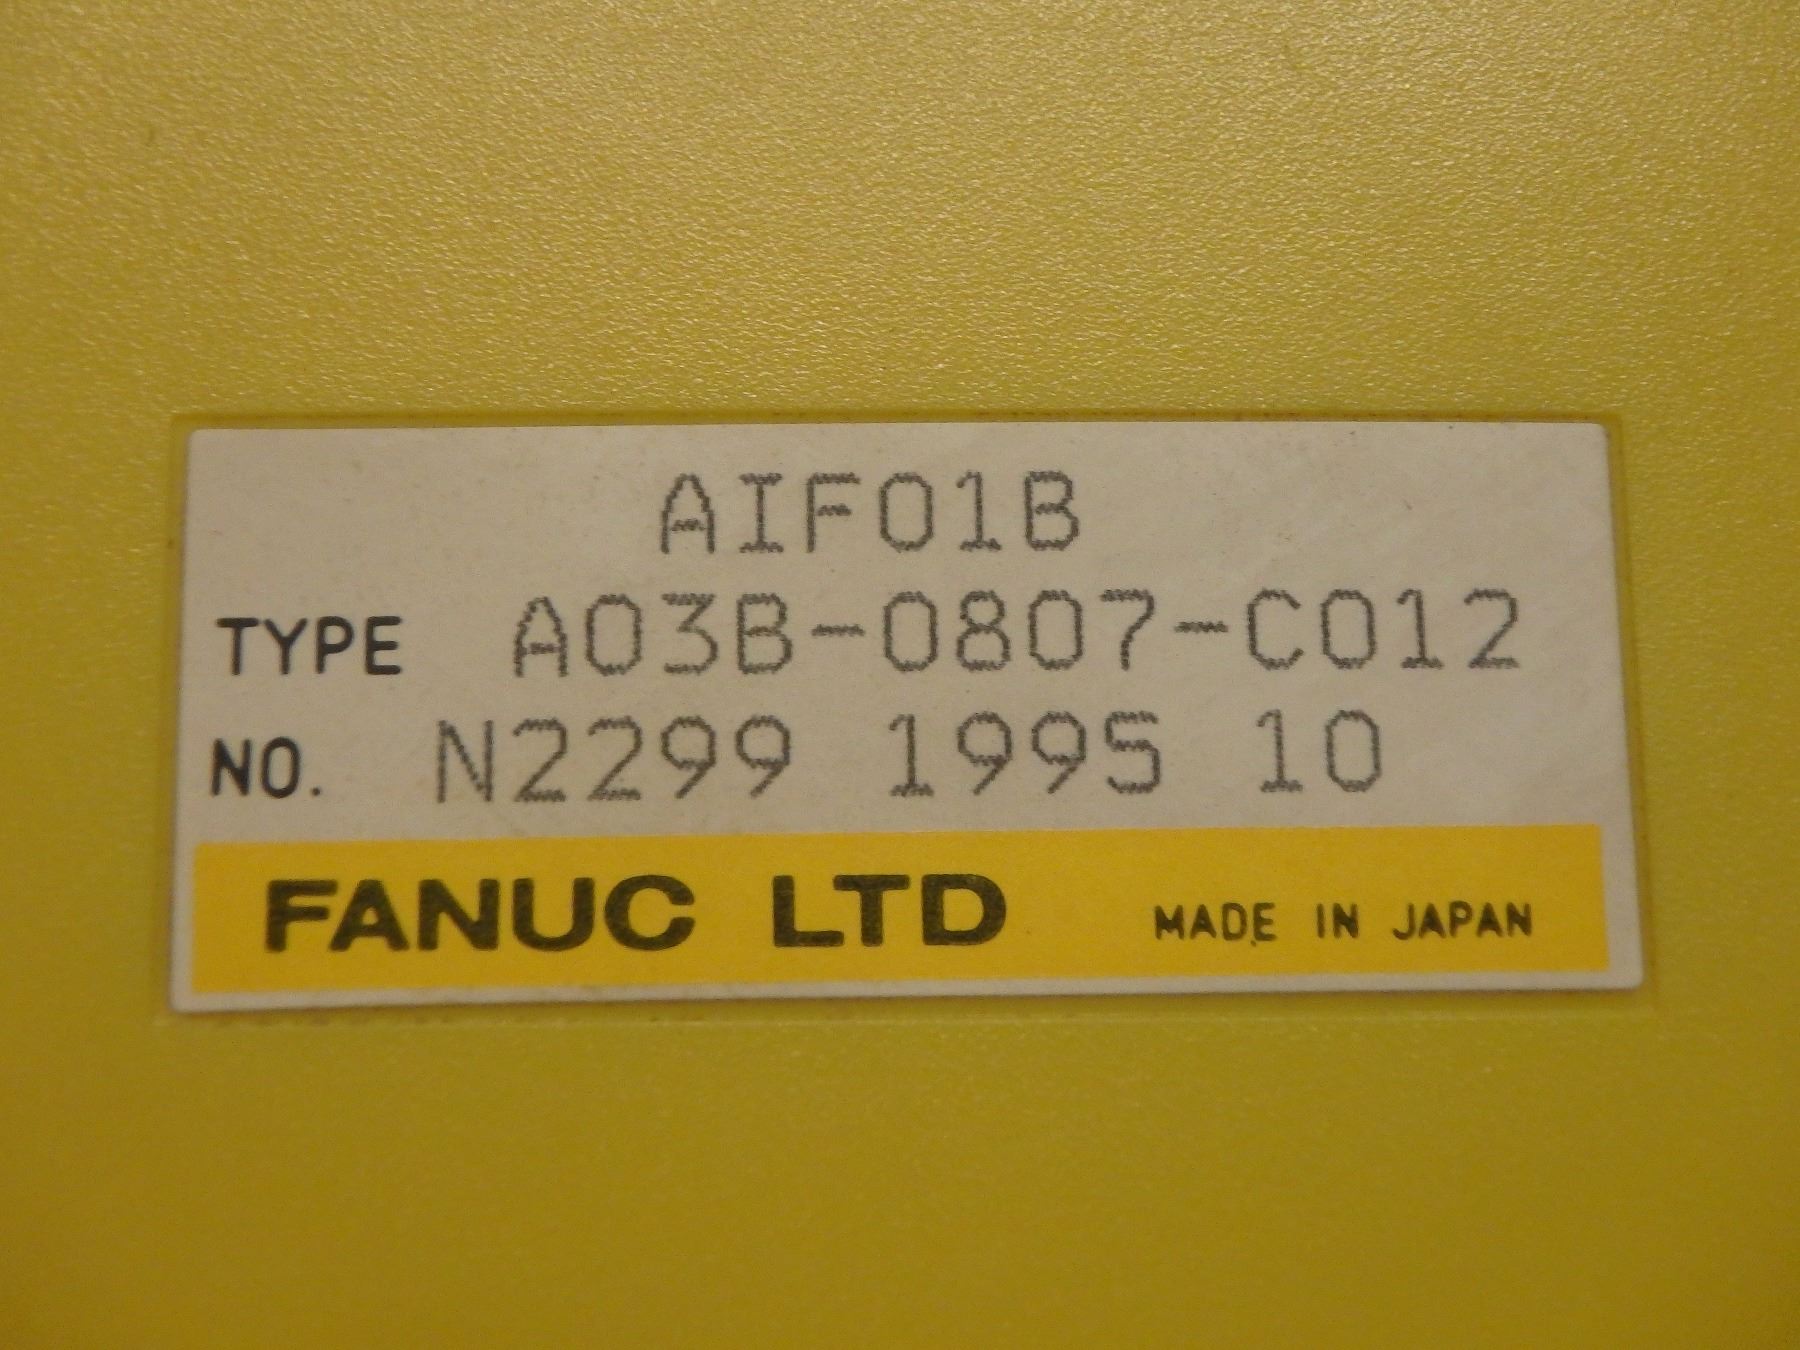 AIF01B
TYPE A03B-0807-C012
NO. N2299 1995 10
FANUC LTD MADE IN JAPAN